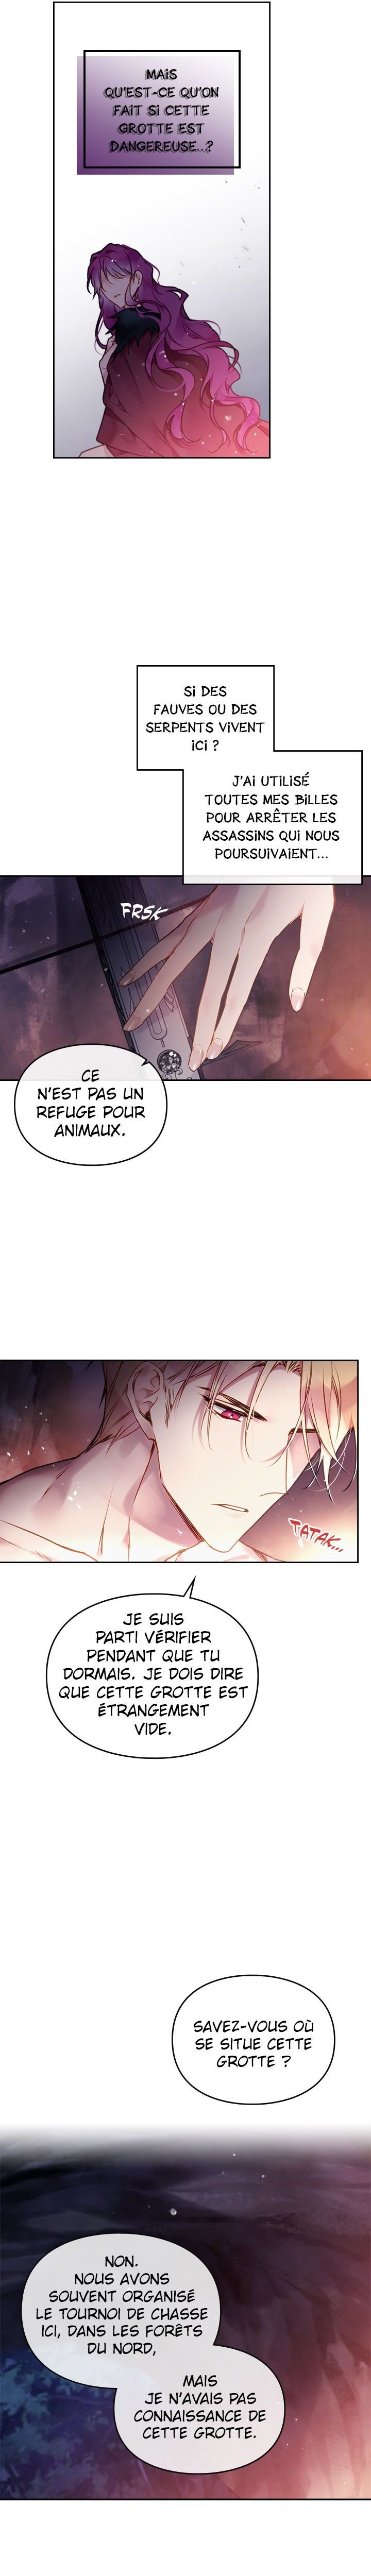 MAIS
QU'EST-CE QU'ON
FAIT SI CETTE
GROTTE EST
DANGEREUSE...?
SI DES
FAUVES OU DES
SERPENTS VIVENT
ICI ?
J'AI UTILISÉ
TOUTES MES BILLES
POUR ARRÊTER LES
ASSASSINS QUI NOUS
POURSUIVAIENT...
FRSK
CE
N'EST PAS UN
REFUGE POUR
ANIMAUX.
TATAK...
JE SUIS
PARTI VÉRIFIER
PENDANT QUE TU
DORMAIS. JE DOIS DIRE
QUE CETTE GROTTE EST
ÉTRANGEMENT
VIDE.
SAVEZ-VOUS OÙ
SE SITUE CETTE
GROTTE ?
NON.
NOUS AVONS
SOUVENT ORGANISÉ
LE TOURNOI DE CHASSE
ICI, DANS LES FORÊTS
DU NORD,
MAIS
JE N'AVAIS PAS
CONNAISSANCE DE
CETTE GROTTE.